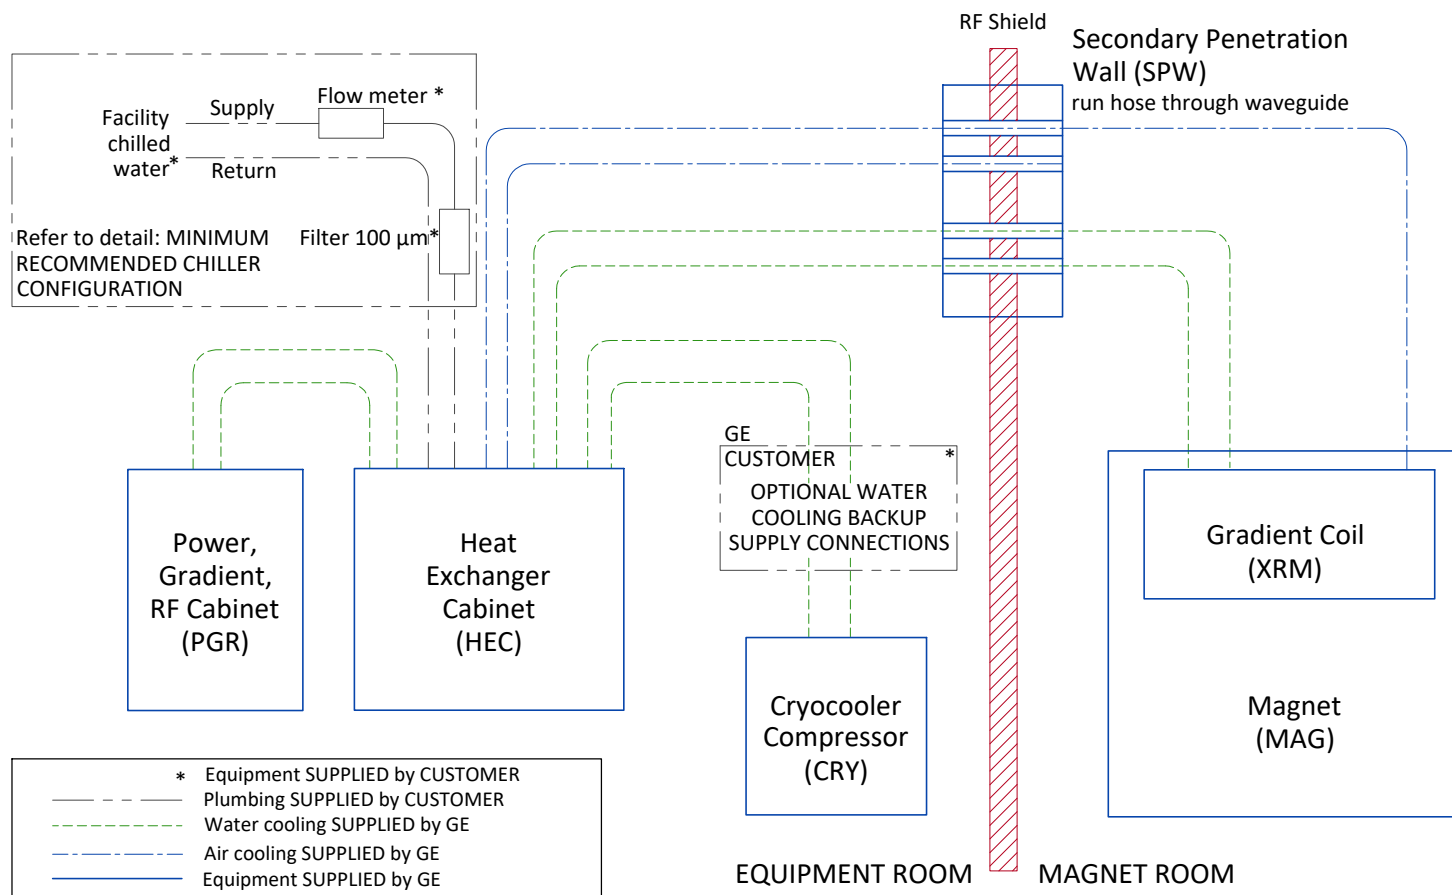 RF Shield
Secondary Penetration
Wall (SPW)
run hose through waveguide
Flow meter *
Supply
Facility
chilled
water*
Return
Refer to detail: MINIMUM
RECOMMENDED CHILLER
CONFIGURATION
Filter 100 µm*
GE
CUSTOMER *
OPTIONAL WATER
COOLING BACKUP
SUPPLY CONNECTIONS
Power,
Gradient,
RF Cabinet
(PGR)
Heat
Exchanger
Cabinet
(HEC)
Gradient Coil
(XRM)
Cryocooler
Compressor
(CRY)
Magnet
(MAG)
* Equipment SUPPLIED by CUSTOMER
Plumbing SUPPLIED by CUSTOMER
Water cooling SUPPLIED by GE
Air cooling SUPPLIED by GE
Equipment SUPPLIED by GE
EQUIPMENT ROOM
MAGNET ROOM